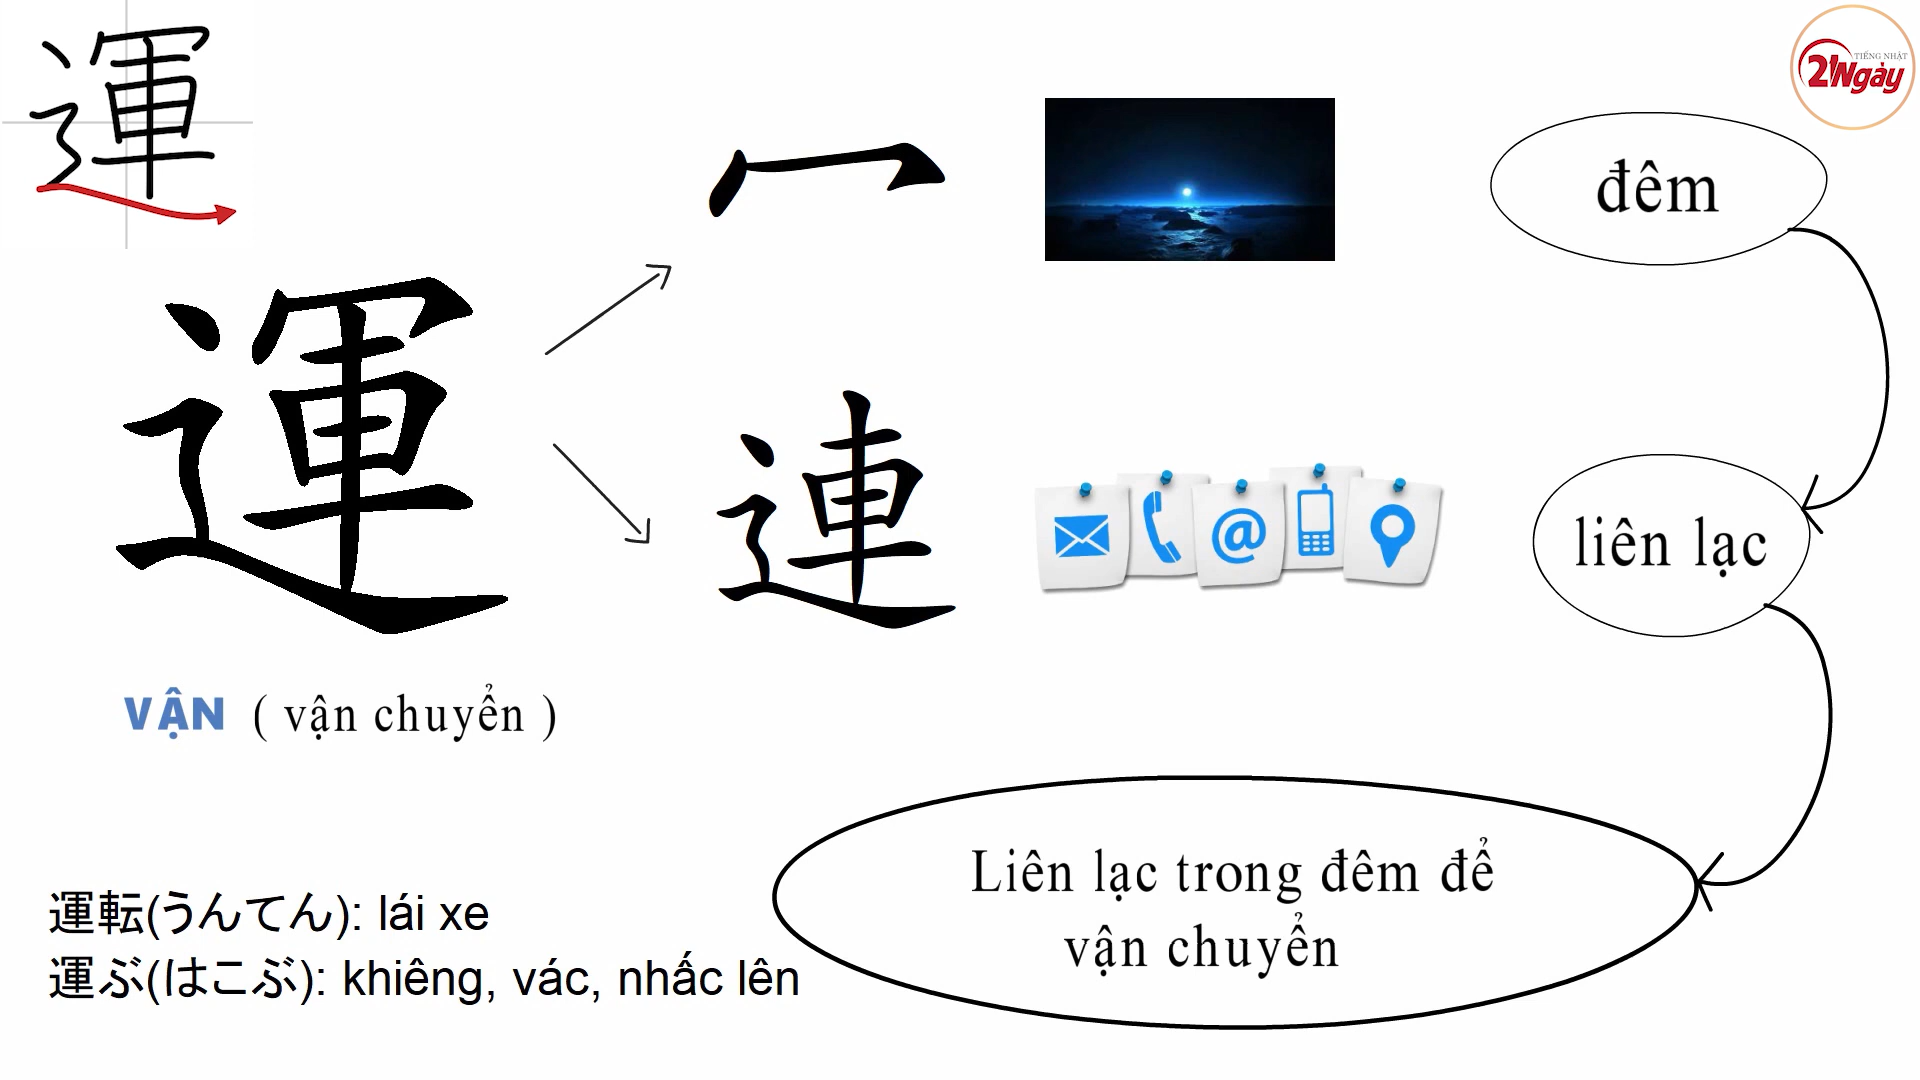 運
TIẾNG NHẬT
21Ngày
冖
đêm
運
連
@
liên lạc
VẬN ( vận chuyển )
Liên lạc trong đêm để
vận chuyển
運転(うんてん): lái xe
運ぶ(はこぶ): khiêng, vác, nhấc lên